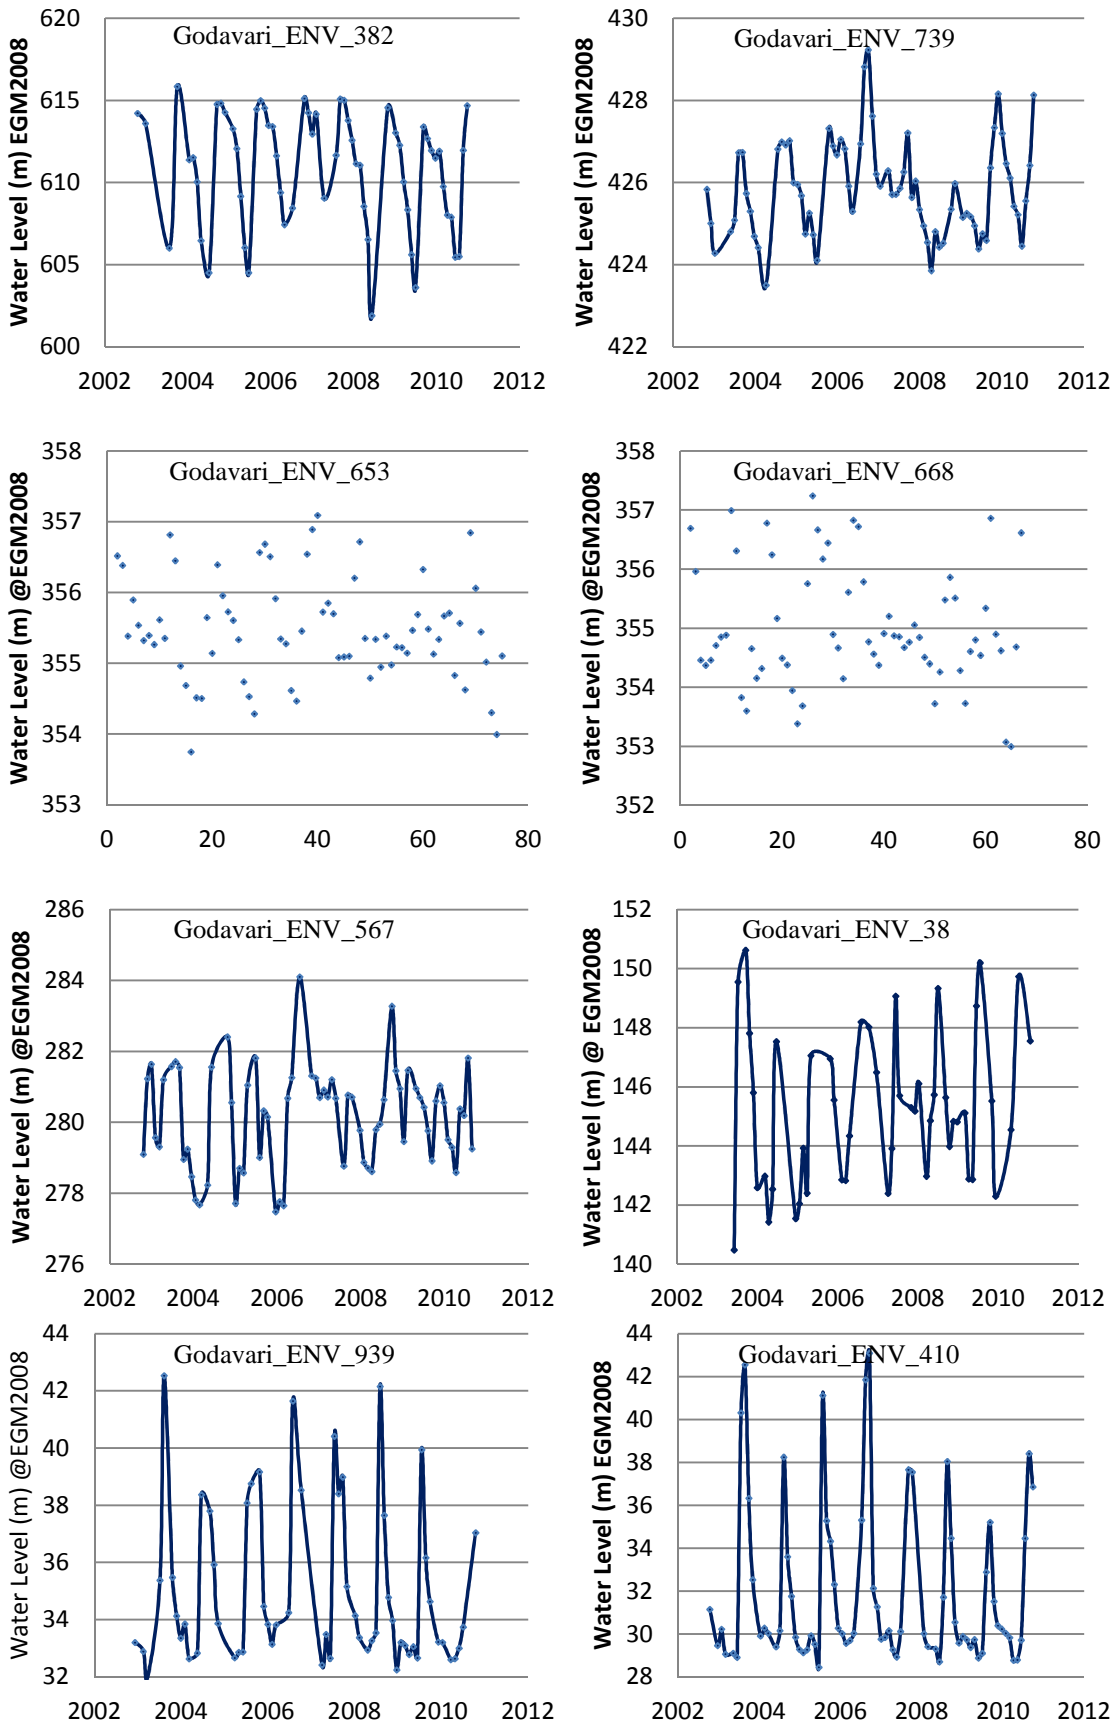 Godavari_ENV_382
Water Level (m) EGM2008
620
615
610
605
600
2002 2004 2006 2008 2010 2012
Godavari_ENV_739
Water Level (m) EGM2008
430
428
426
424
422
2002 2004 2006 2008 2010 2012
Godavari_ENV_653
Water Level (m) @EGM2008
358
357
356
355
354
353
0 20 40 60 80
Godavari_ENV_668
Water Level (m) @EGM2008
358
357
356
355
354
353
352
0 20 40 60 80
Godavari_ENV_567
Water Level (m) @EGM2008
286
284
282
280
278
276
2002 2004 2006 2008 2010 2012
Godavari_ENV_38
Water Level (m) @ EGM2008
152
150
148
146
144
142
140
2002 2004 2006 2008 2010 2012
Godavari_ENV_939
Water Level (m) @EGM2008
44
42
40
38
36
34
32
2002 2004 2006 2008 2010 2012
Godavari_ENV_410
Water Level (m) EGM2008
44
42
40
38
36
34
32
30
28
2002 2004 2006 2008 2010 2012